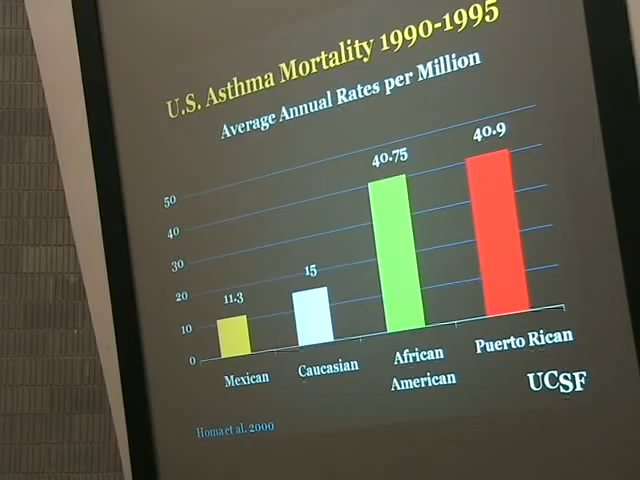 U.S. Asthma Mortality 1990-1995
Average Annual Rates per Million
50
40
30
20
10
0
11.3
15
40.75
40.9
Mexican
Caucasian
African
American
Puerto Rican
UCSF
Homa et al. 2000